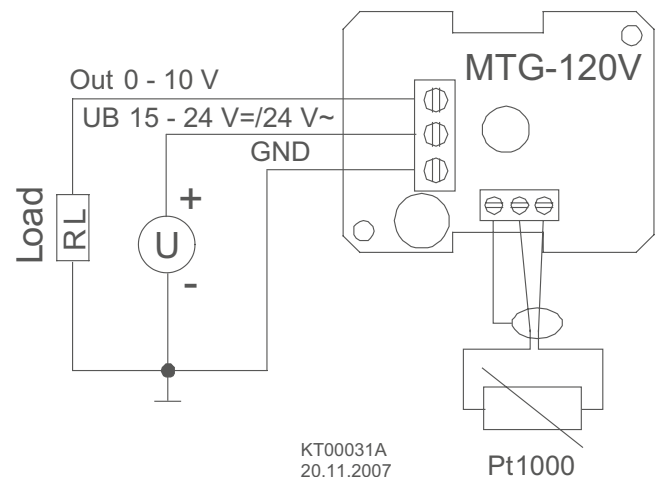 MTG-120V
Out 0 - 10 V
UB 15 - 24 V=/24 V~
GND
Load
RL
+
U
-
KT00031A
20.11.2007
Pt1000